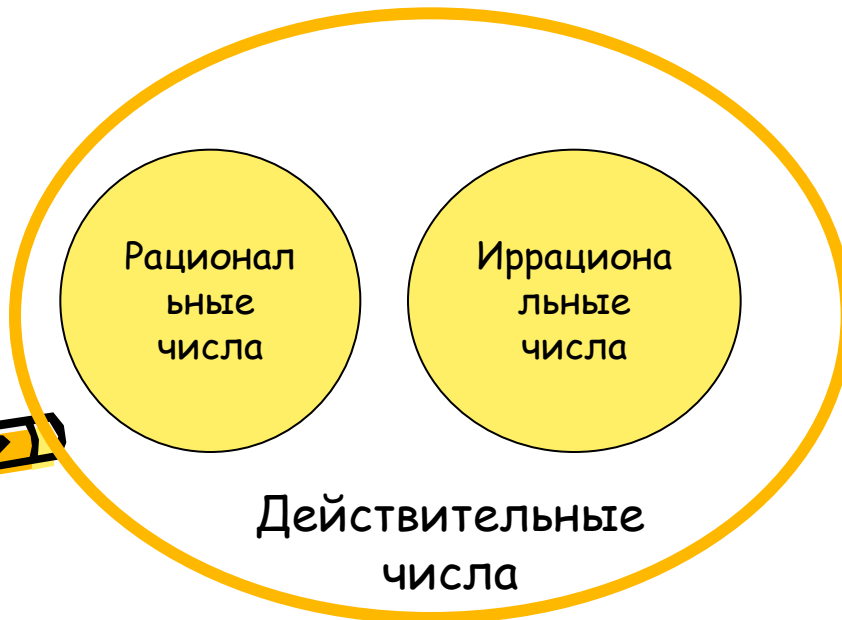 Рационал
ьные
числа
Иррациона
льные
числа
Действительные
числа